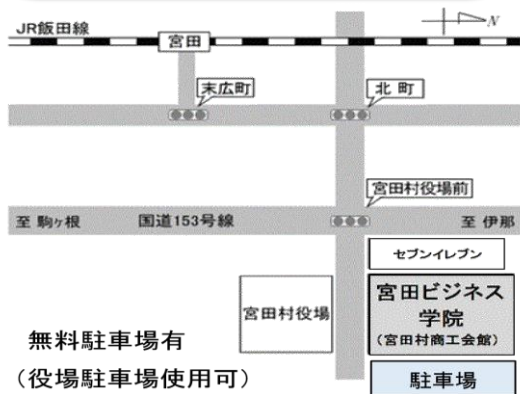 JR飯田線
N
宮田
末広町
北町
宮田村役場前
至 駒ヶ根
国道153号線
至 伊那
セブンイレブン
宮田ビジネス
学院
（宮田村商工会館）
宮田村役場
無料駐車場有
（役場駐車場使用可）
駐車場